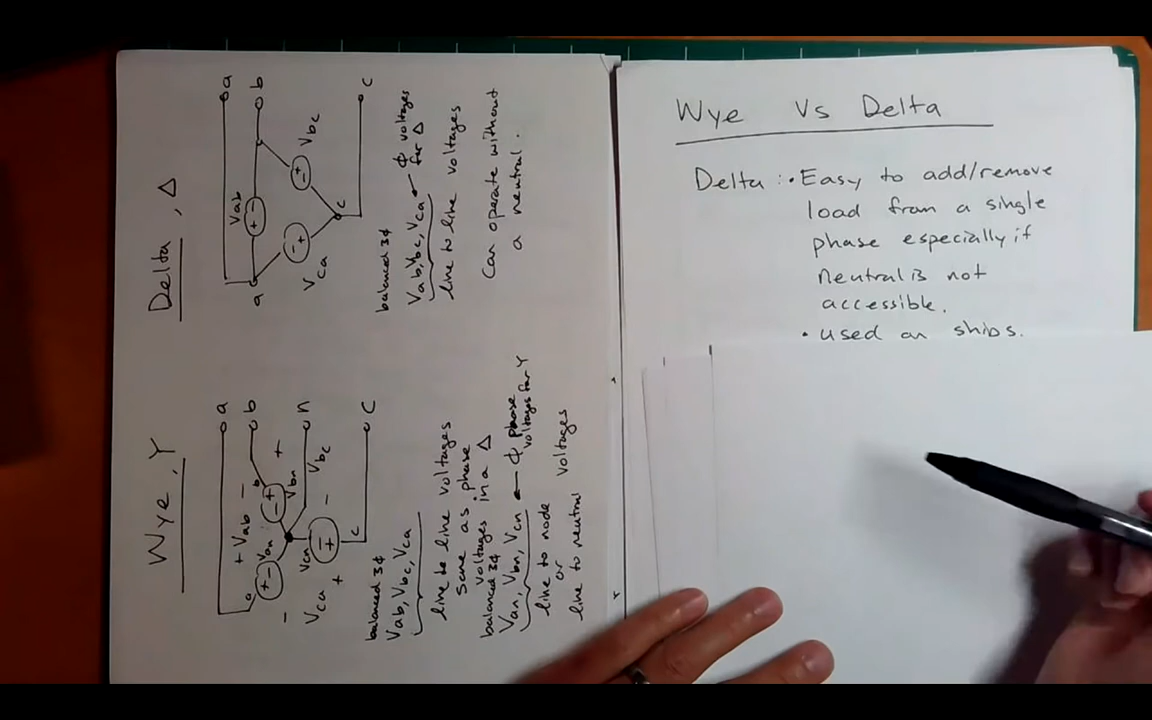 Wye, Y
a
b
n
c
+ Vab -
Van
Vbn
+
-
Vbc
Vcn
Vca
+
-
balanced 3ϕ
Vab, Vbc, Vca
line to line voltages
same as phase
voltages in a Δ
balanced 3ϕ
Van, Vbn, Vcn ← ϕ phase
voltages for Y
line to node
or
line to neutral voltages
Delta, Δ
a
b
c
Vab
Vbc
Vca
a
c
balanced 3ϕ
Vab, Vbc, Vca ← ϕ voltages
for Δ
line to line voltages
Can operate without
a neutral.
Wye Vs Delta
Delta: • Easy to add/remove
load from a single
phase especially if
neutral is not
accessible.
• used on ships.